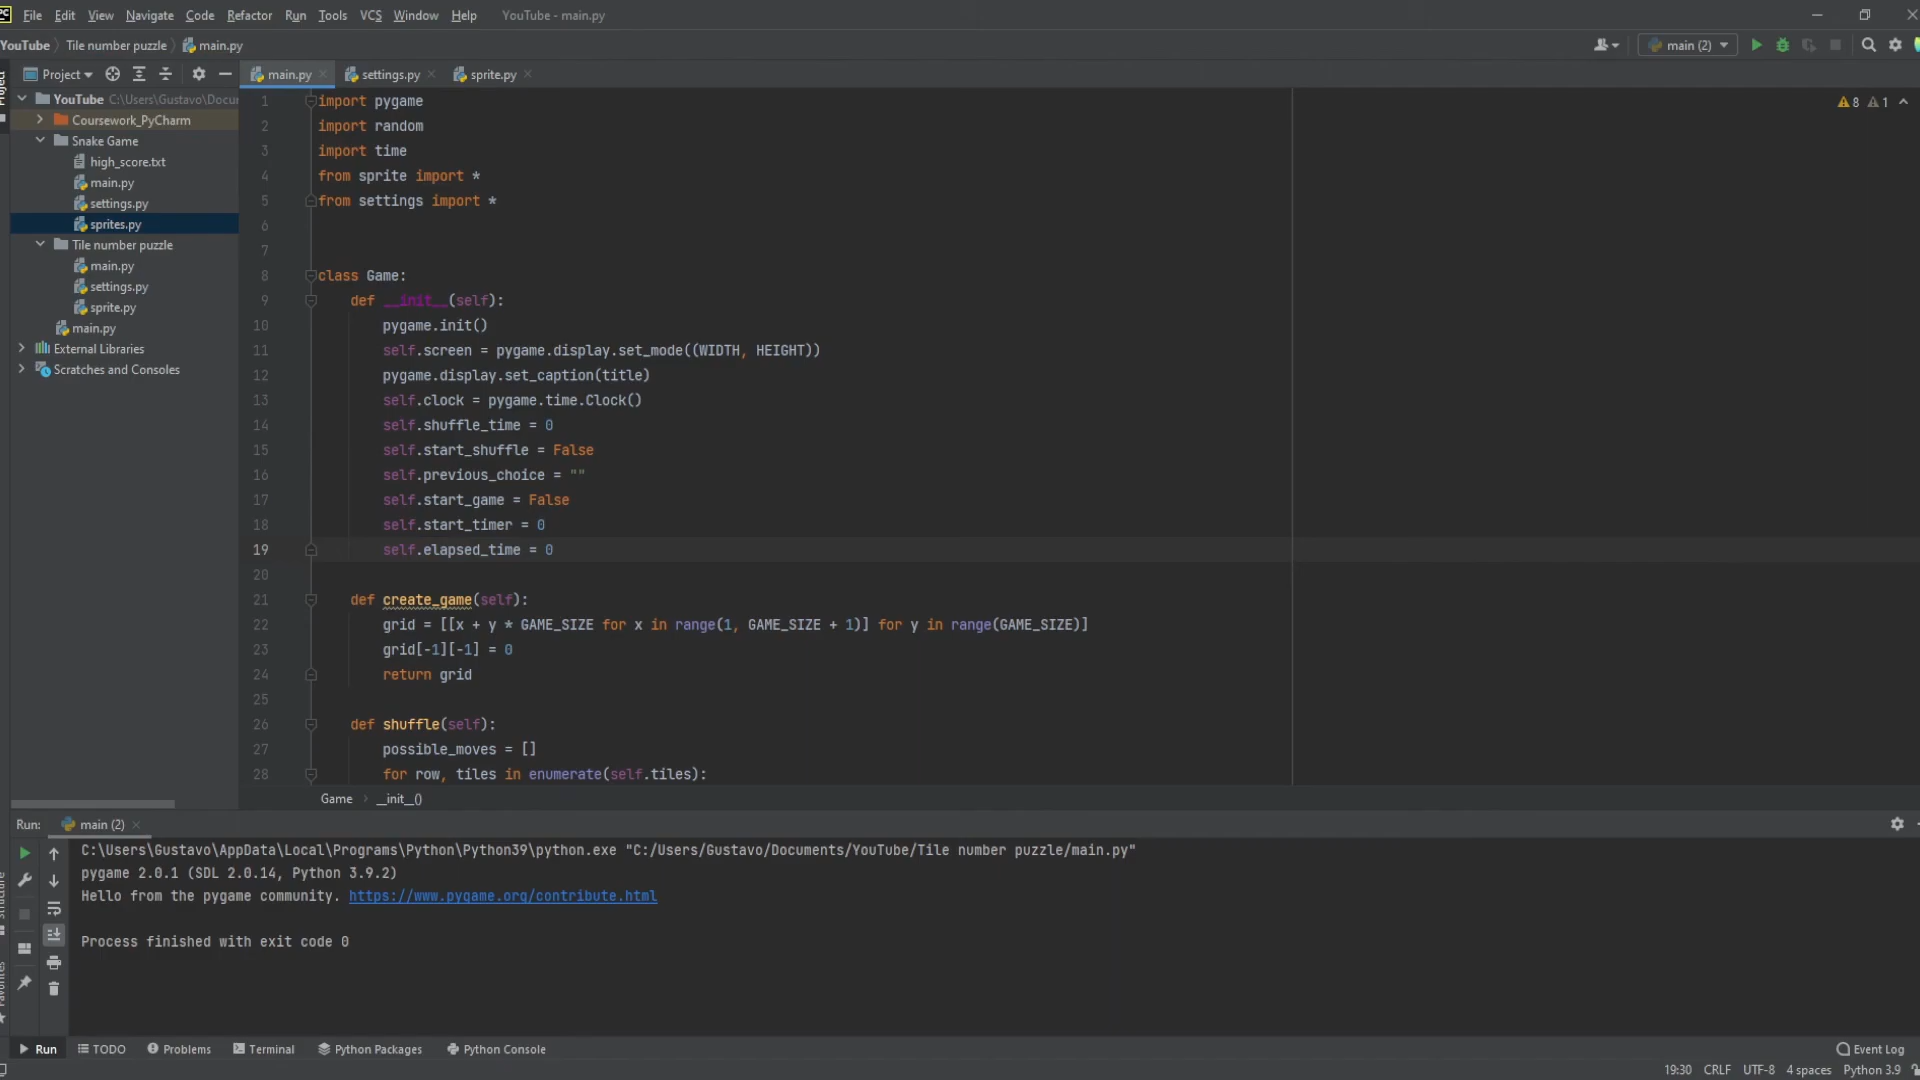 PC File Edit View Navigate Code Refactor Run Tools VCS Window Help YouTube - main.py
YouTube Tile number puzzle main.py main (2)
Project main.py settings.py sprite.py
YouTube C:\Users\Gustavo\Docu
Coursework_PyCharm
Snake Game
high_score.txt
main.py
settings.py
sprites.py
Tile number puzzle
main.py
settings.py
sprite.py
main.py
External Libraries
Scratches and Consoles
8 1
1 import pygame
2 import random
3 import time
4 from sprite import *
5 from settings import *
6
7
8 class Game:
9 def __init__(self):
10 pygame.init()
11 self.screen = pygame.display.set_mode((WIDTH, HEIGHT))
12 pygame.display.set_caption(title)
13 self.clock = pygame.time.Clock()
14 self.shuffle_time = 0
15 self.start_shuffle = False
16 self.previous_choice = ""
17 self.start_game = False
18 self.start_timer = 0
19 self.elapsed_time = 0
20
21 def create_game(self):
22 grid = [[x + y * GAME_SIZE for x in range(1, GAME_SIZE + 1)] for y in range(GAME_SIZE)]
23 grid[-1][-1] = 0
24 return grid
25
26 def shuffle(self):
27 possible_moves = []
28 for row, tiles in enumerate(self.tiles):
Game __init__()
Run: main (2)
C:\Users\Gustavo\AppData\Local\Programs\Python\Python39\python.exe "C:/Users/Gustavo/Documents/YouTube/Tile number puzzle/main.py"
pygame 2.0.1 (SDL 2.0.14, Python 3.9.2)
Hello from the pygame community. https://www.pygame.org/contribute.html
Process finished with exit code 0
Run TODO Problems Terminal Python Packages Python Console Event Log
19:30 CRLF UTF-8 4 spaces Python 3.9